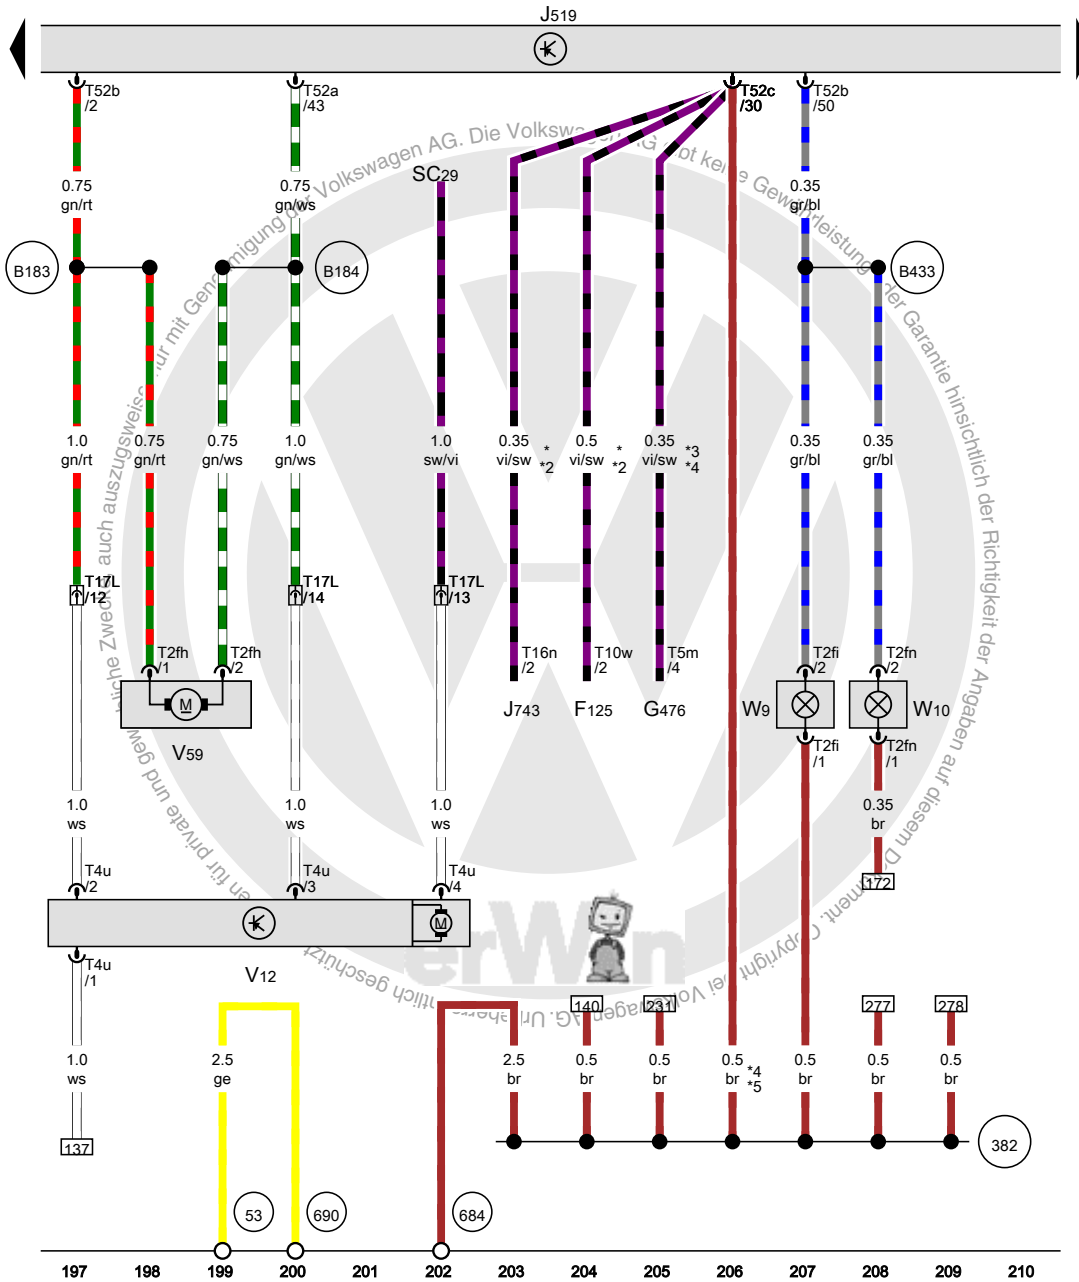 J519
T52b
/2
T52a
/43
T52c
/30
T52b
/50
SC29
0.75
gn/rt
0.75
gn/ws
0.35
gr/bl
B183
B184
B433
1.0
gn/rt
0.75
gn/rt
0.75
gn/ws
1.0
gn/ws
1.0
sw/vi
0.35
vi/sw
*
*2
0.5
vi/sw
*
*2
0.35
vi/sw
*3
*4
0.35
gr/bl
0.35
gr/bl
T17L
/12
T17L
/14
T17L
/13
T2fh
/1
T2fh
/2
T16n
/2
T10w
/2
T5m
/4
T2fi
/2
T2fn
/2
M
V59
J743
F125
G476
W9
W10
T2fi
/1
T2fn
/1
1.0
ws
1.0
ws
1.0
ws
0.35
br
T4u
/2
T4u
/3
T4u
/4
172
M
T4u
/1
V12
erWin
140
231
277
278
1.0
ws
2.5
ge
2.5
br
0.5
br
0.5
br
0.5
br
*4
*5
0.5
br
0.5
br
0.5
br
137
382
53
690
684
197 198 199 200 201 202 203 204 205 206 207 208 209 210